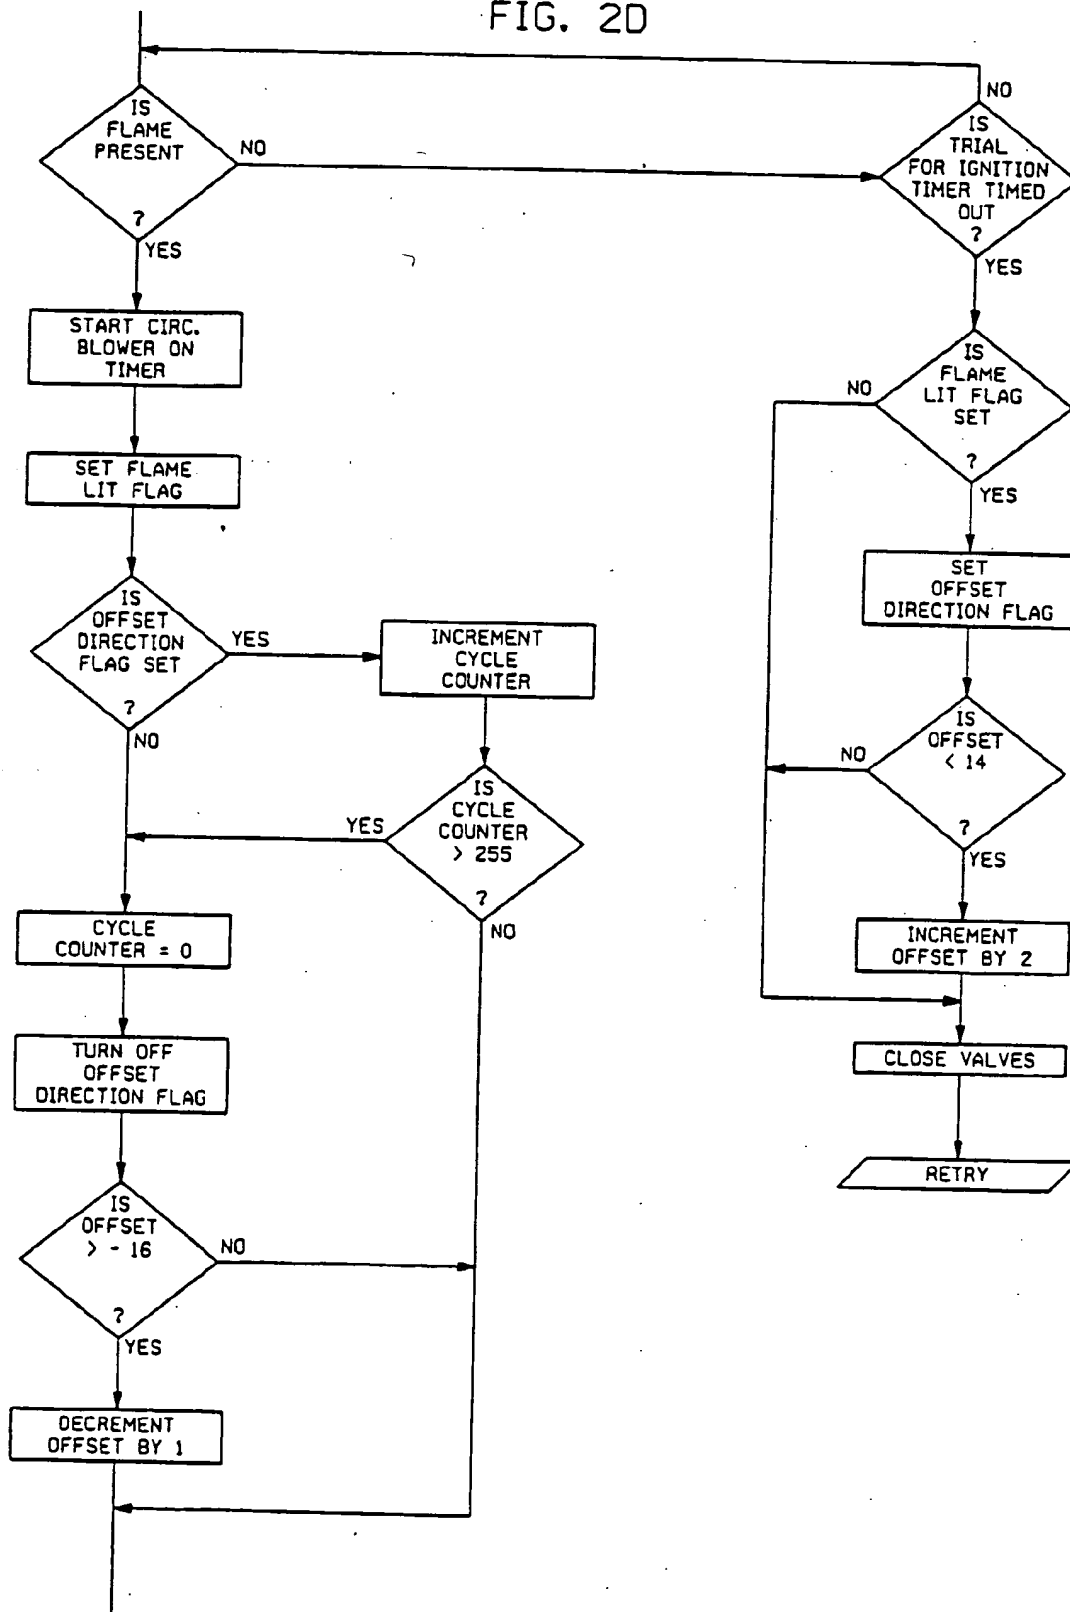 FIG. 2D
IS
FLAME
PRESENT
?
NO
YES
IS
TRIAL
FOR IGNITION
TIMER TIMED
OUT
?
NO
YES
START CIRC.
BLOWER ON
TIMER
SET FLAME
LIT FLAG
IS
OFFSET
DIRECTION
FLAG SET
?
YES
NO
INCREMENT
CYCLE
COUNTER
IS
CYCLE
COUNTER
> 255
?
YES
NO
CYCLE
COUNTER = 0
TURN OFF
OFFSET
DIRECTION FLAG
IS
OFFSET
> - 16
?
NO
YES
DECREMENT
OFFSET BY 1
IS
FLAME
LIT FLAG
SET
?
NO
YES
SET
OFFSET
DIRECTION FLAG
IS
OFFSET
< 14
?
NO
YES
INCREMENT
OFFSET BY 2
CLOSE VALVES
RETRY